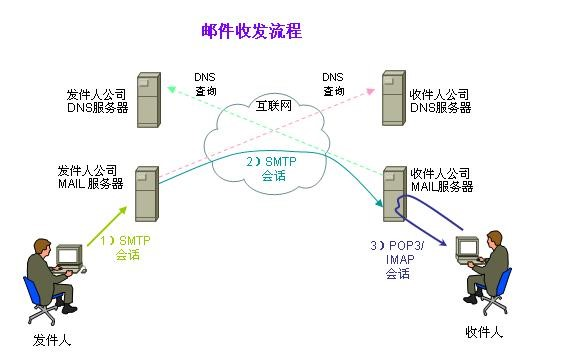 邮件收发流程
DNS
查询
DNS
查询
发件人公司
DNS服务器
互联网
收件人公司
DNS服务器
发件人公司
MAIL 服务器
2）SMTP
会话
收件人公司
MAIL服务器
1）SMTP
会话
3）POP3/
IMAP
会话
发件人
收件人